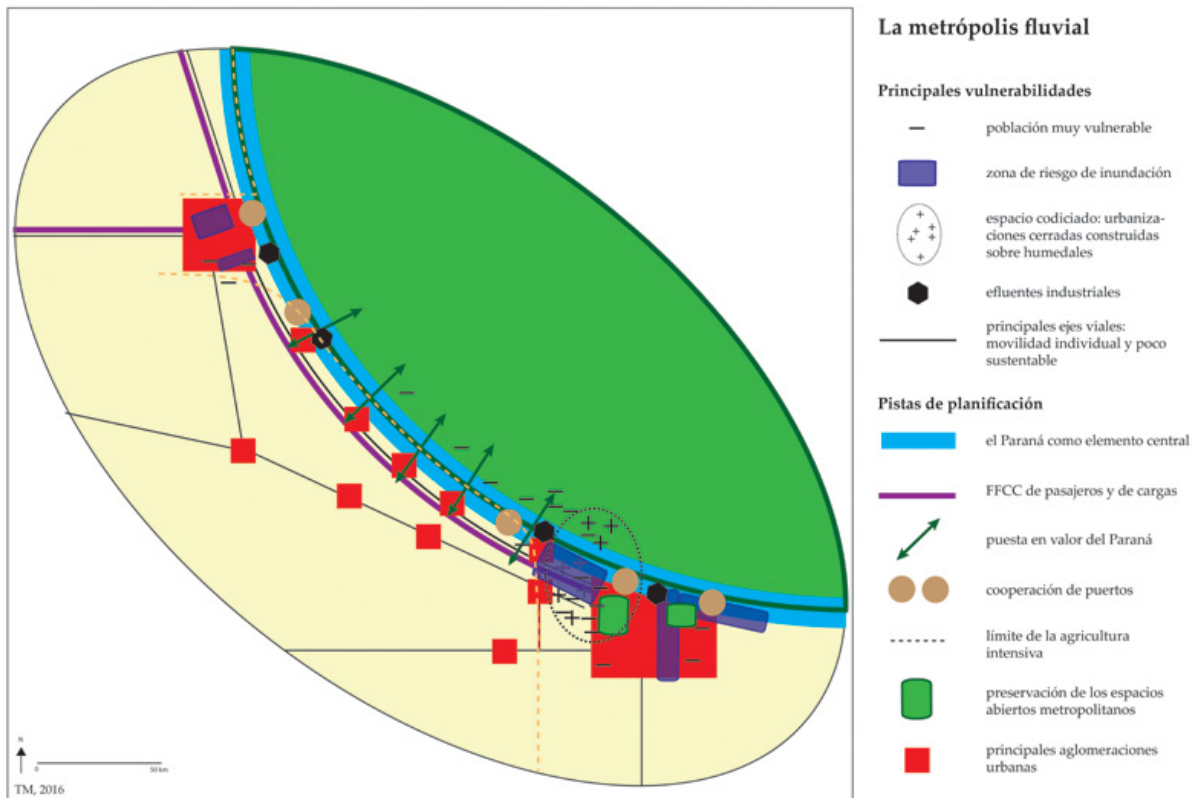 La metrópolis fluvial
Principales vulnerabilidades
población muy vulnerable
zona de riesgo de inundación
espacio codiciado: urbaniza-
ciones cerradas construidas
sobre humedales
efluentes industriales
principales ejes viales:
movilidad individual y poco
sustentable
Pistas de planificación
el Paraná como elemento central
FFCC de pasajeros y de cargas
puesta en valor del Paraná
cooperación de puertos
límite de la agricultura
intensiva
preservación de los espacios
abiertos metropolitanos
principales aglomeraciones
urbanas
N
0 50 km
TM, 2016